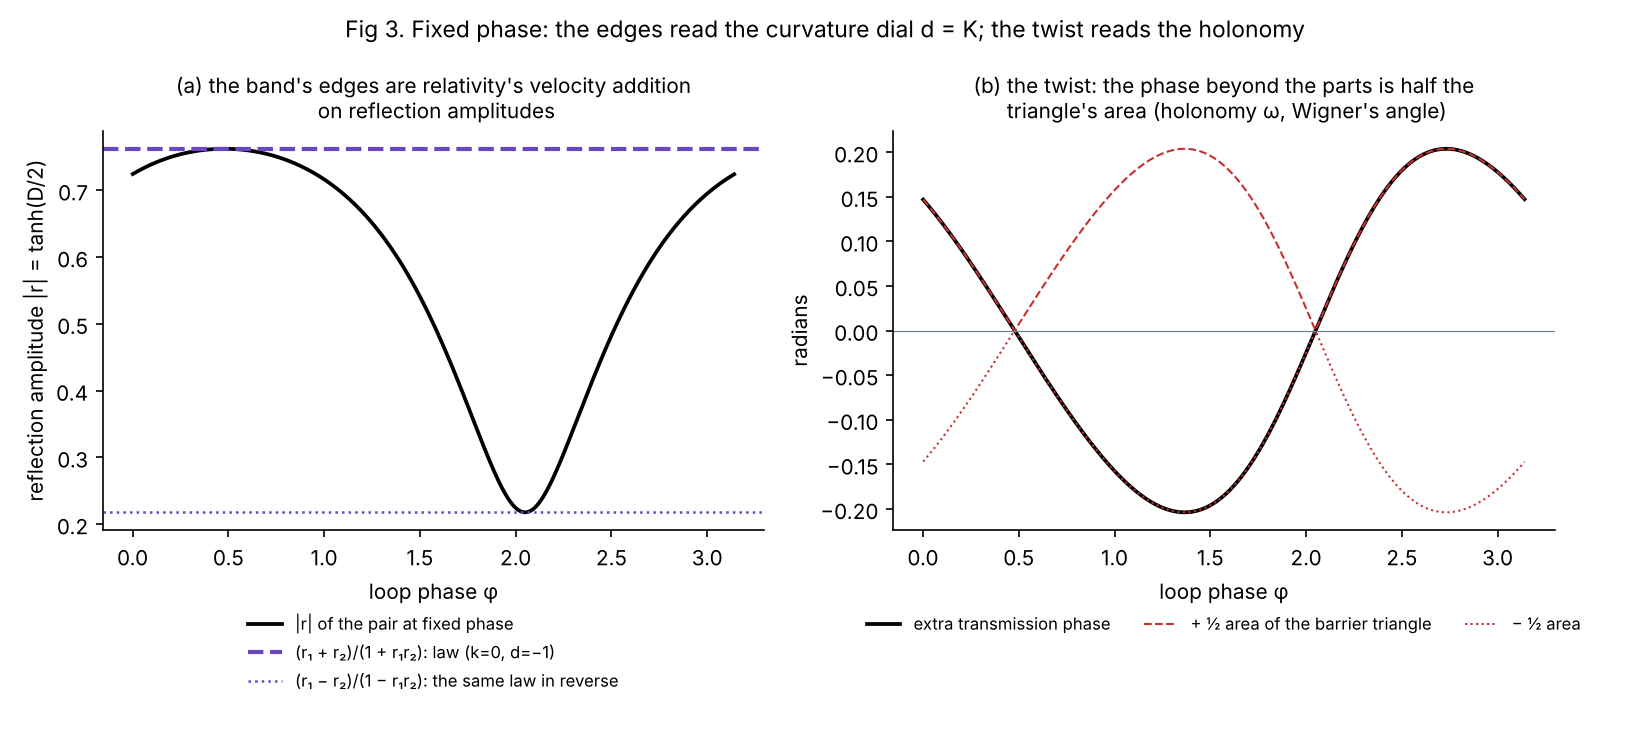 Fig 3. Fixed phase: the edges read the curvature dial d = K; the twist reads the holonomy
(a) the band's edges are relativity's velocity addition
on reflection amplitudes
reflection amplitude |r| = tanh(D/2)
0.7
0.6
0.5
0.4
0.3
0.2
0.0 0.5 1.0 1.5 2.0 2.5 3.0
loop phase φ
|r| of the pair at fixed phase
(r₁ + r₂)/(1 + r₁r₂): law (k=0, d=−1)
(r₁ − r₂)/(1 − r₁r₂): the same law in reverse
(b) the twist: the phase beyond the parts is half the
triangle's area (holonomy ω, Wigner's angle)
radians
0.20
0.15
0.10
0.05
0.00
−0.05
−0.10
−0.15
−0.20
0.0 0.5 1.0 1.5 2.0 2.5 3.0
loop phase φ
extra transmission phase
+ ½ area of the barrier triangle
− ½ area